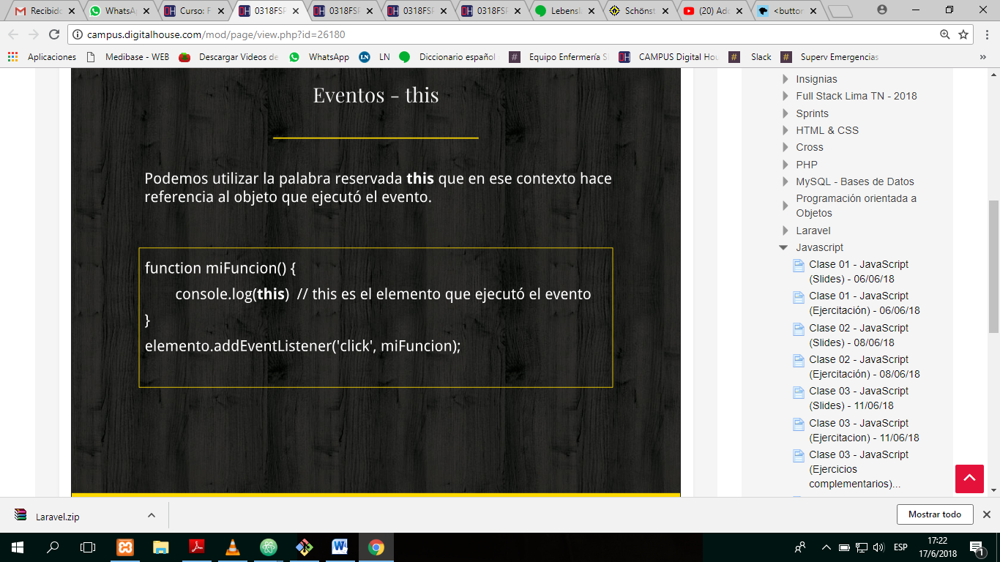 Recibido
WhatsA
Curso: F
0318FSF
0318FSF
0318FSF
0318FSF
Lebensl
Schönst
(20) Ado
<buttor
campus.digitalhouse.com/mod/page/view.php?id=26180
Aplicaciones
Medibase - WEB
Descargar Videos de
WhatsApp
LN
LN
Diccionario español
Equipo Enfermería S
CAMPUS Digital Hou
Slack
Superv Emergencias
Eventos - this
Podemos utilizar la palabra reservada this que en ese contexto hace
referencia al objeto que ejecutó el evento.
function miFuncion() {
console.log(this) // this es el elemento que ejecutó el evento
}
elemento.addEventListener('click', miFuncion);
Insignias
Full Stack Lima TN - 2018
Sprints
HTML & CSS
Cross
PHP
MySQL - Bases de Datos
Programación orientada a
Objetos
Laravel
Javascript
Clase 01 - JavaScript
(Slides) - 06/06/18
Clase 01 - JavaScript
(Ejercitación) - 06/06/18
Clase 02 - JavaScript
(Slides) - 08/06/18
Clase 02 - JavaScript
(Ejercitación) - 08/06/18
Clase 03 - JavaScript
(Slides) - 11/06/18
Clase 03 - JavaScript
(Ejercitacion) - 11/06/18
Clase 03 - JavaScript
(Ejercicios
complementarios)...
Laravel.zip
Mostrar todo
ESP
17:22
17/6/2018
1